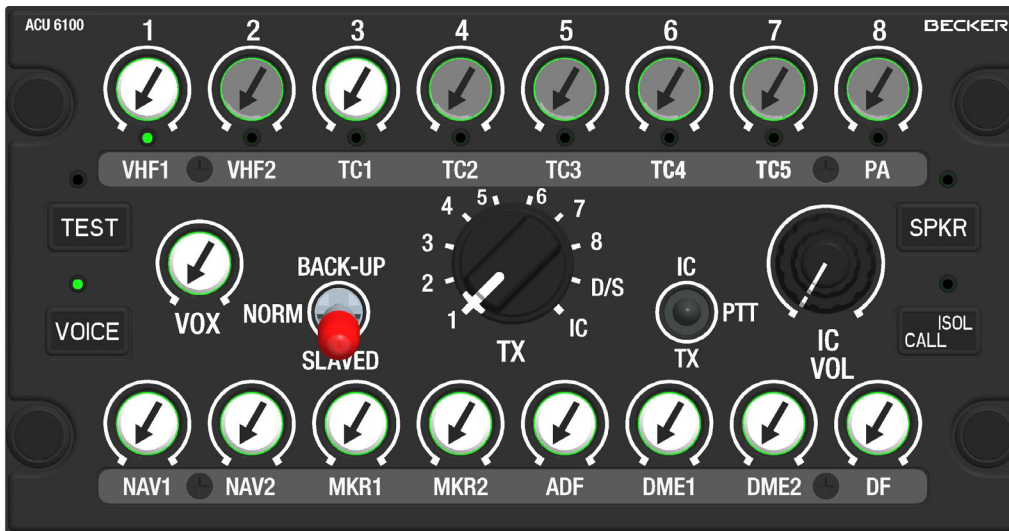 ACU 6100 1 2 3 4 5 6 7 8 BECKER
VHF1 VHF2 TC1 TC2 TC3 TC4 TC5 PA
TEST
VOICE
VOX
BACK-UP
NORM
SLAVED
1 2 3 4 5 6 7 8 D/S IC
TX
IC
PTT
TX
IC
VOL
SPKR
ISOL
CALL
NAV1 NAV2 MKR1 MKR2 ADF DME1 DME2 DF